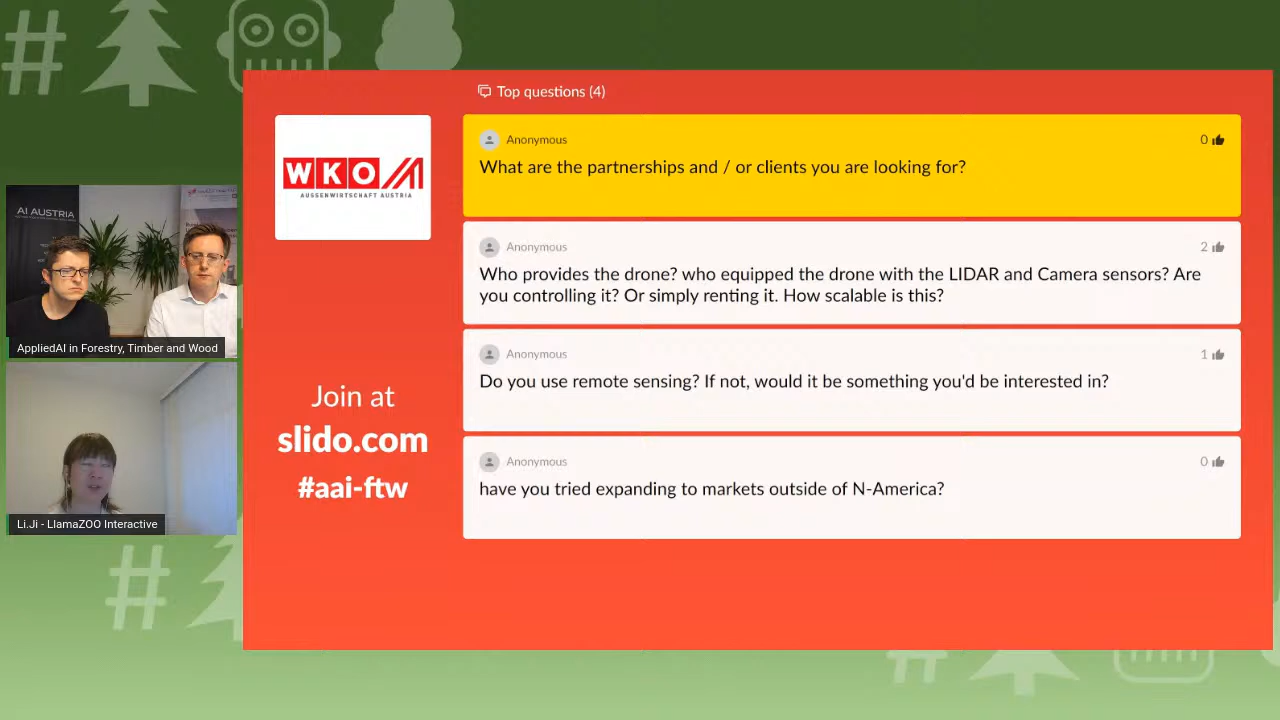 Top questions (4)
WKO
AUSSENWIRTSCHAFT AUSTRIA
Anonymous
0
What are the partnerships and / or clients you are looking for?
Anonymous
2
Who provides the drone? who equipped the drone with the LIDAR and Camera sensors? Are
you controlling it? Or simply renting it. How scalable is this?
Anonymous
1
Do you use remote sensing? If not, would it be something you'd be interested in?
Anonymous
0
have you tried expanding to markets outside of N-America?
Join at
slido.com
#aai-ftw
AI AUSTRIA
AppliedAI in Forestry, Timber and Wood
Li.Ji - LlamaZOO Interactive